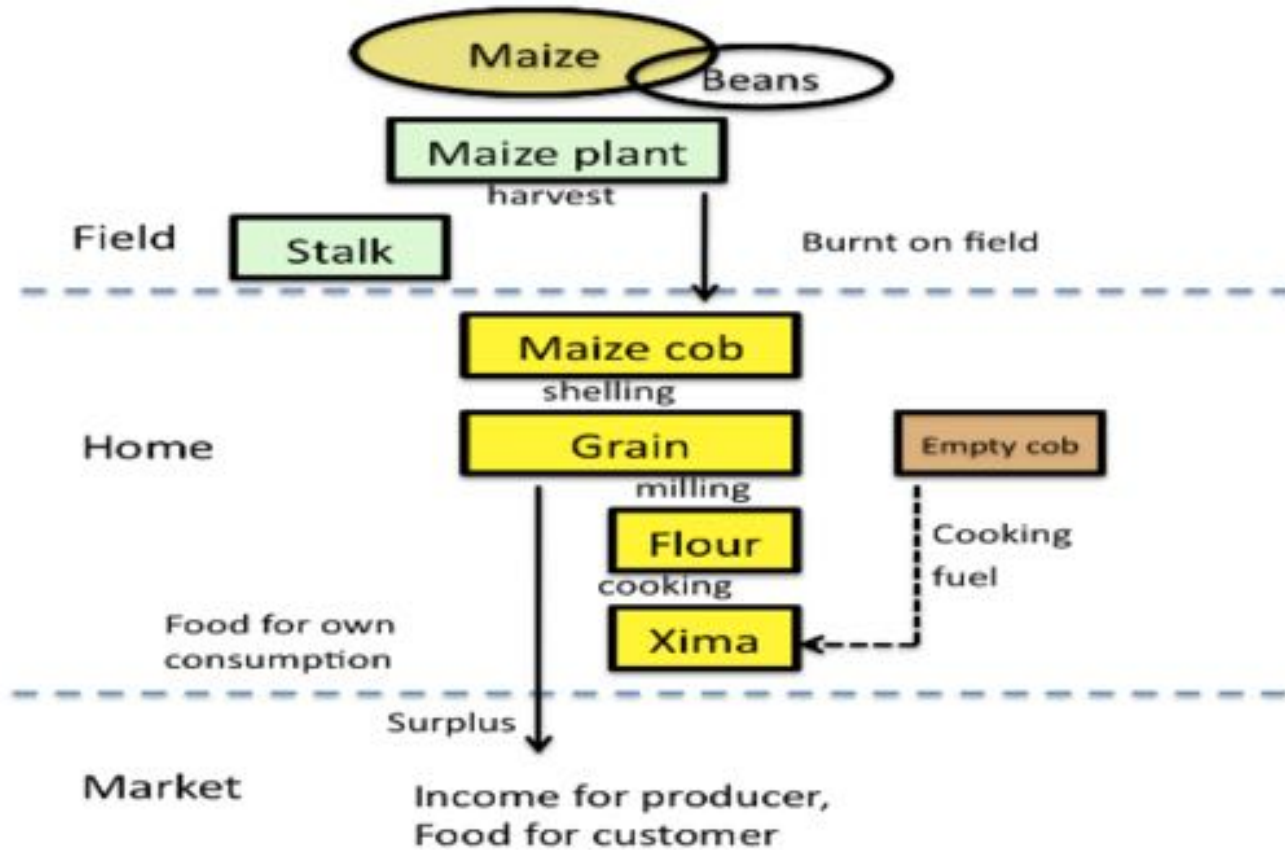 Maize
Beans
Maize plant
harvest
Field
Stalk
Burnt on field
Maize cob
shelling
Home
Grain
Empty cob
milling
Flour
Cooking
fuel
cooking
Food for own
consumption
Xima
Surplus
Market
Income for producer,
Food for customer